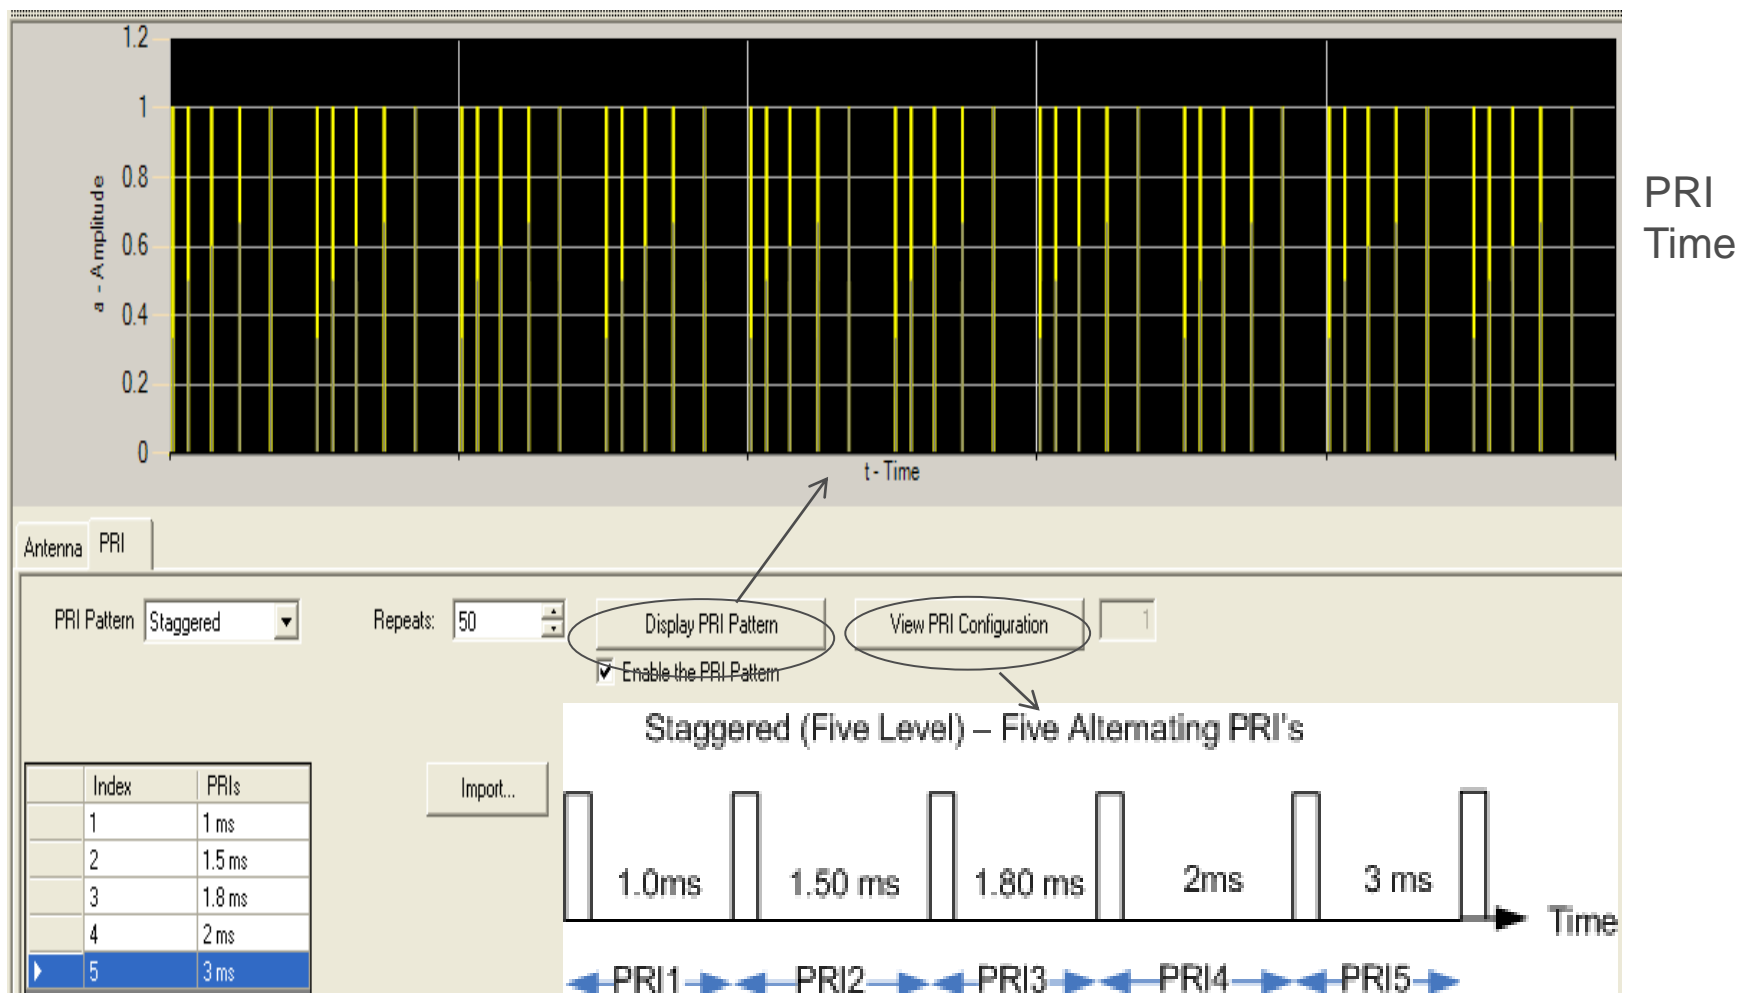 1.2
1
0.8
0.6
0.4
0.2
0
a - Amplitude
t - Time
PRI
Time
Antenna PRI
PRI Pattern Staggered Repeats: 50 Display PRI Pattern View PRI Configuration 1
Enable the PRI Pattern
Staggered (Five Level) – Five Alternating PRI's
Index PRIs
1 1 ms
2 1.5 ms
3 1.8 ms
4 2 ms
5 3 ms
Import...
1.0ms 1.50 ms 1.80 ms 2ms 3 ms
Time
PRI1 PRI2 PRI3 PRI4 PRI5